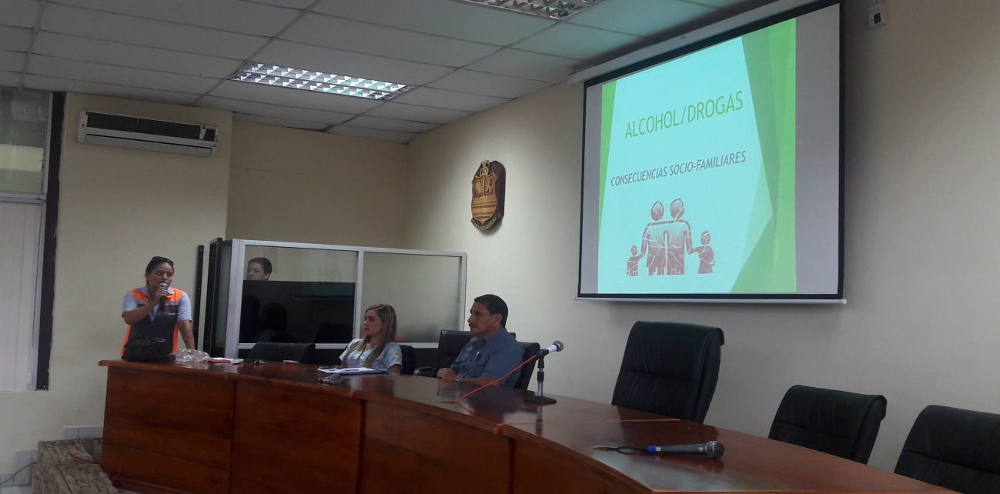 ALCOHOL/DROGAS
CONSECUENCIAS SOCIO-FAMILIARES